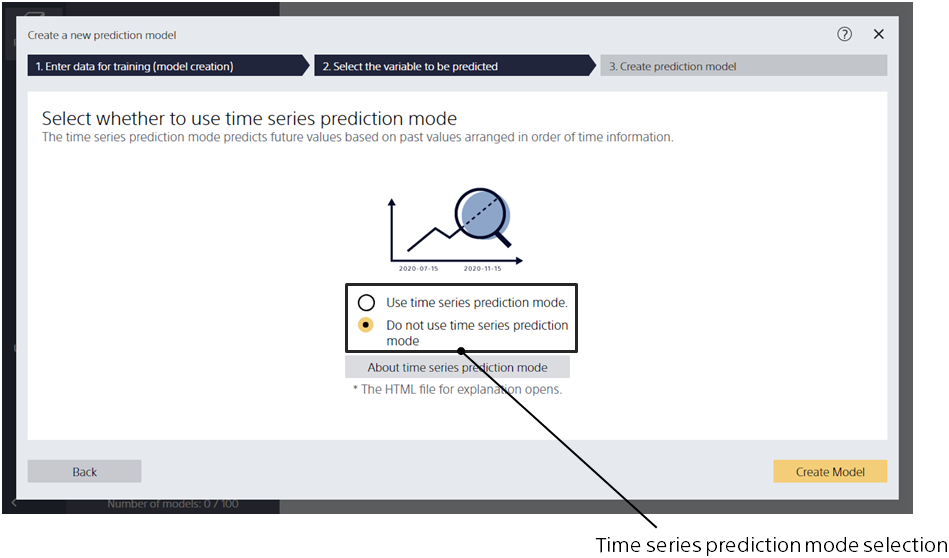 Create a new prediction model
?
1. Enter data for training (model creation)
2. Select the variable to be predicted
3. Create prediction model
Select whether to use time series prediction mode
The time series prediction mode predicts future values based on past values arranged in order of time information.
2020-07-15
2020-11-15
Use time series prediction mode.
Do not use time series prediction
mode
About time series prediction mode
* The HTML file for explanation opens.
Back
Create Model
Number of models: 0 / 100
Time series prediction mode selection